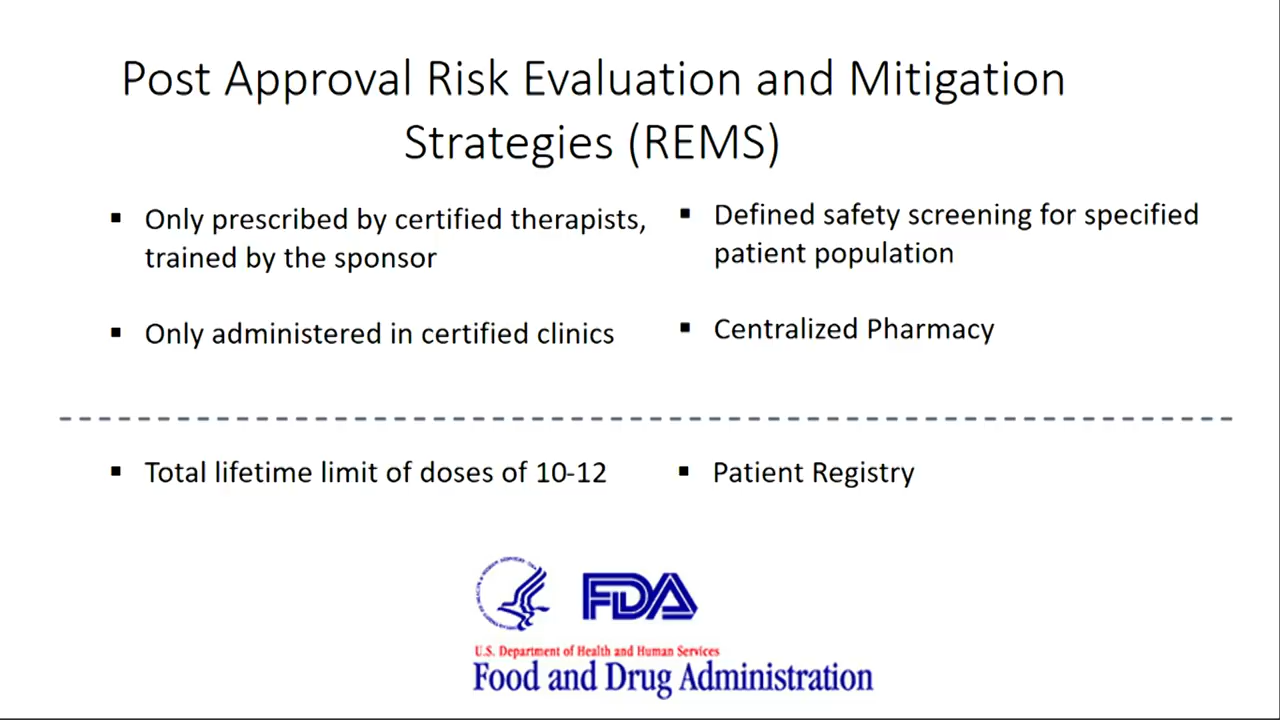 Post Approval Risk Evaluation and Mitigation
Strategies (REMS)
▪ Only prescribed by certified therapists,
trained by the sponsor
▪ Only administered in certified clinics
▪ Defined safety screening for specified
patient population
▪ Centralized Pharmacy
▪ Total lifetime limit of doses of 10-12
▪ Patient Registry
FDA
U.S. Department of Health and Human Services
Food and Drug Administration